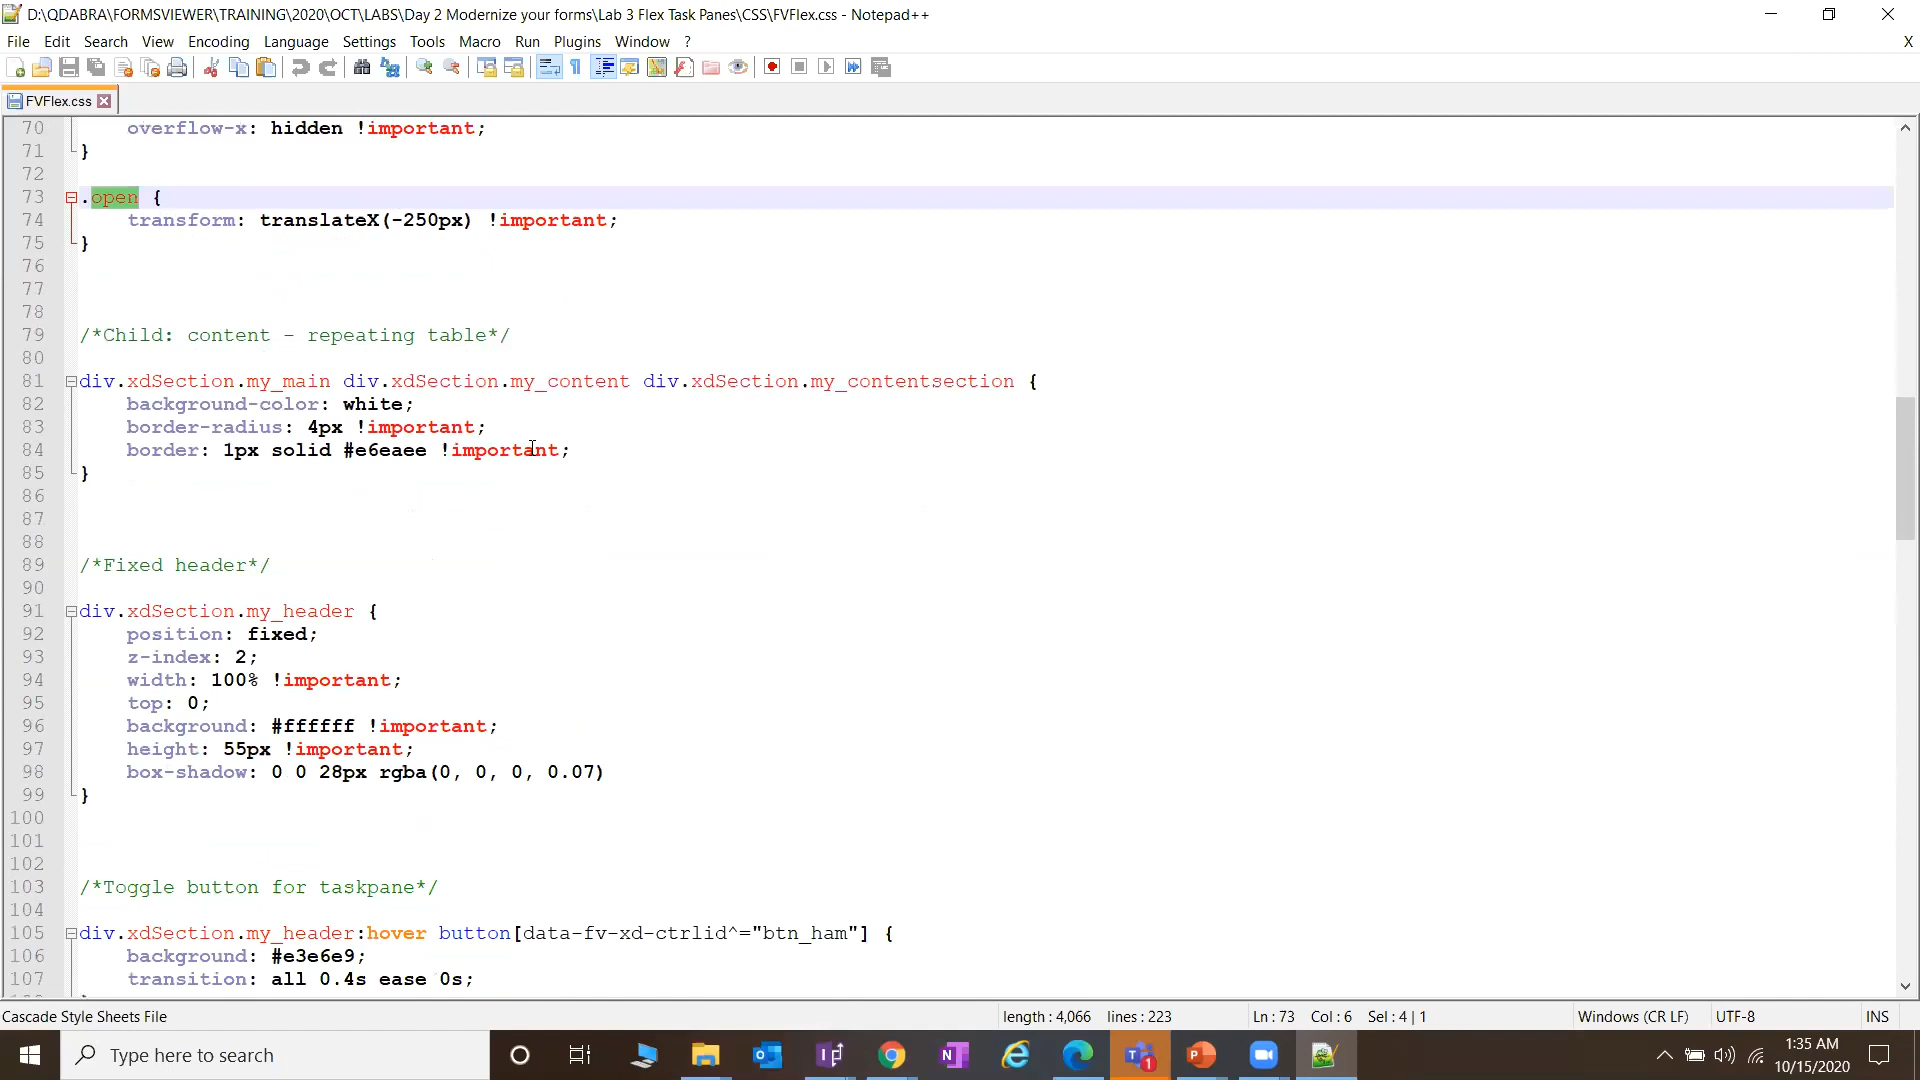 D:\QDABRA\FORMSVIEWER\TRAINING\2020\OCT\LABS\Day 2 Modernize your forms\Lab 3 Flex Task Panes\CSS\FVFlex.css - Notepad++
File Edit Search View Encoding Language Settings Tools Macro Run Plugins Window ? X
FVFlex.css
70 overflow-x: hidden !important;
71 }
72
73 .open {
74 transform: translateX(-250px) !important;
75 }
76
77
78
79 /*Child: content - repeating table*/
80
81 div.xdSection.my_main div.xdSection.my_content div.xdSection.my_contentsection {
82 background-color: white;
83 border-radius: 4px !important;
84 border: 1px solid #e6eaee !important;
85 }
86
87
88
89 /*Fixed header*/
90
91 div.xdSection.my_header {
92 position: fixed;
93 z-index: 2;
94 width: 100% !important;
95 top: 0;
96 background: #ffffff !important;
97 height: 55px !important;
98 box-shadow: 0 0 28px rgba(0, 0, 0, 0.07)
99 }
100
101
102
103 /*Toggle button for taskpane*/
104
105 div.xdSection.my_header:hover button[data-fv-xd-ctrlid^="btn_ham"] {
106 background: #e3e6e9;
107 transition: all 0.4s ease 0s;
Cascade Style Sheets File length : 4,066 lines : 223 Ln : 73 Col : 6 Sel : 4 | 1 Windows (CR LF) UTF-8 INS
Type here to search
1:35 AM
10/15/2020